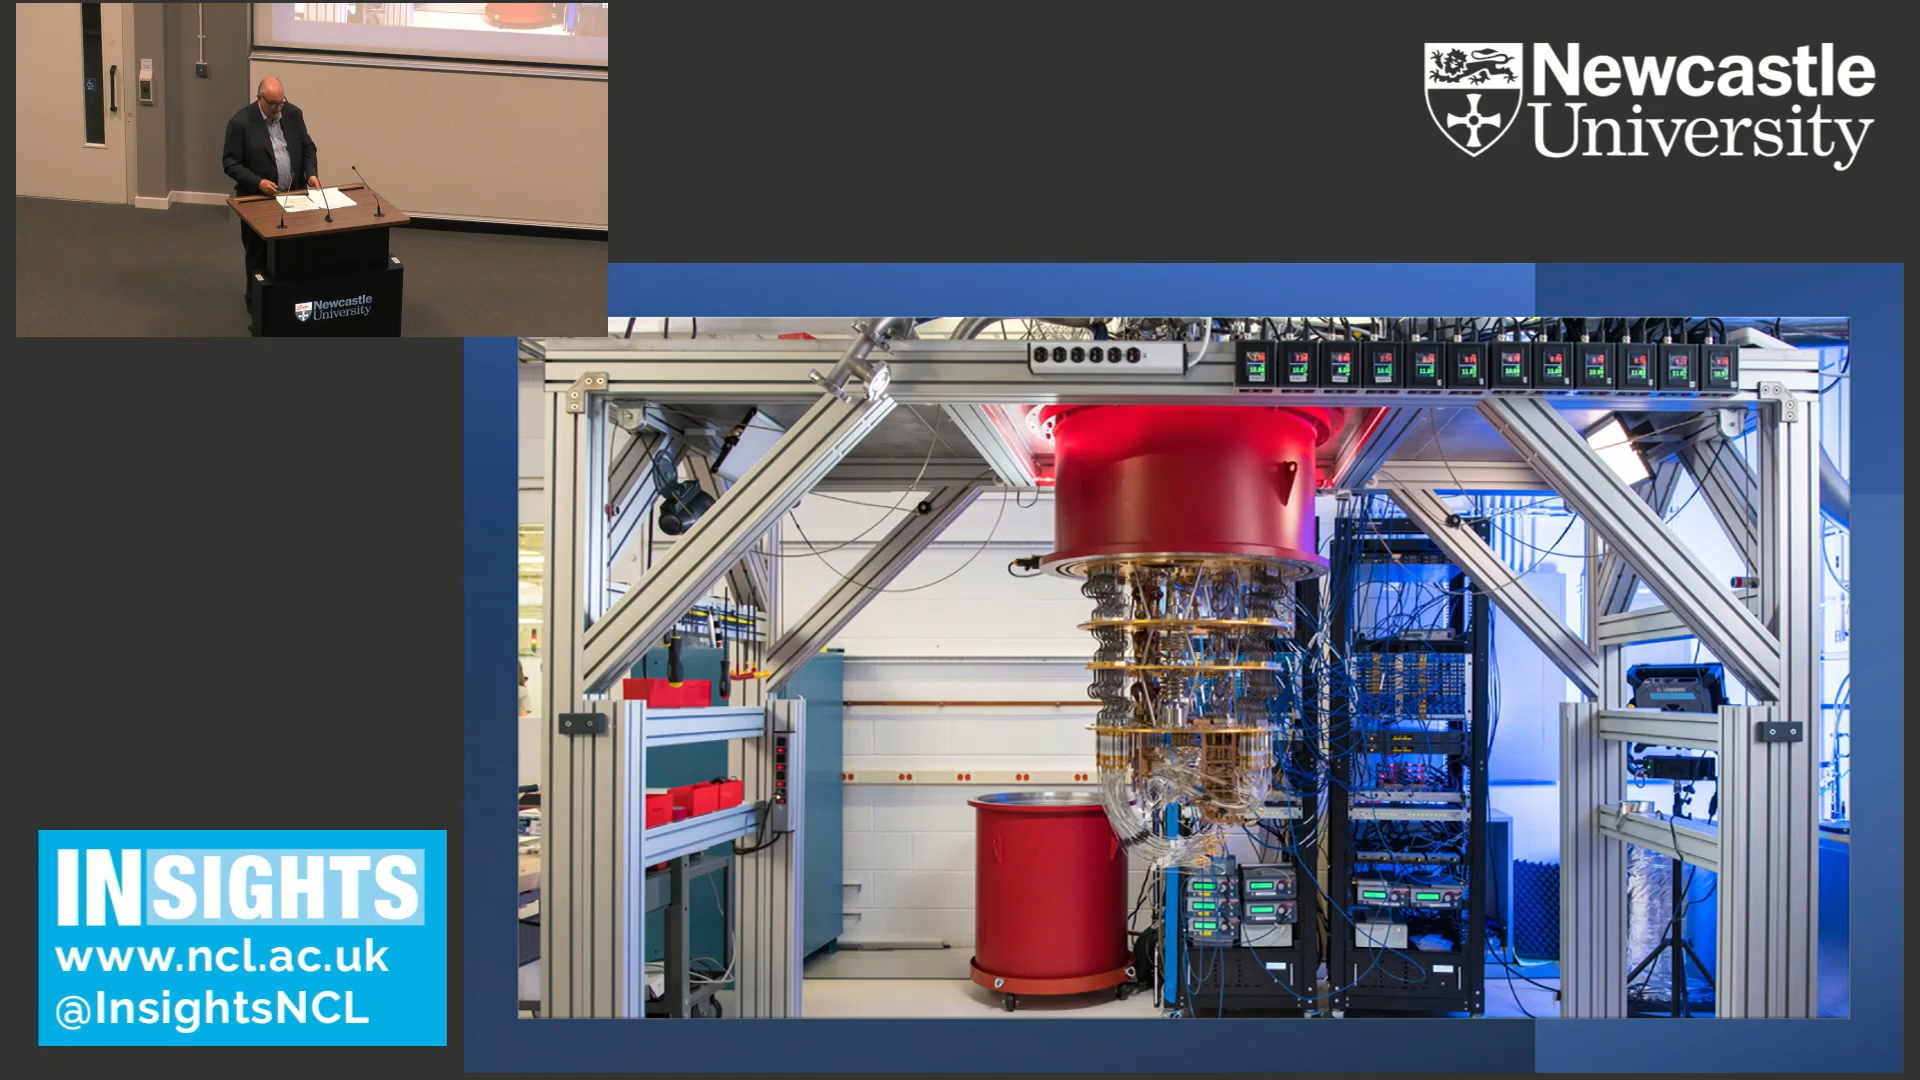 Newcastle
University
Newcastle
University
INSIGHTS
www.ncl.ac.uk
@InsightsNCL